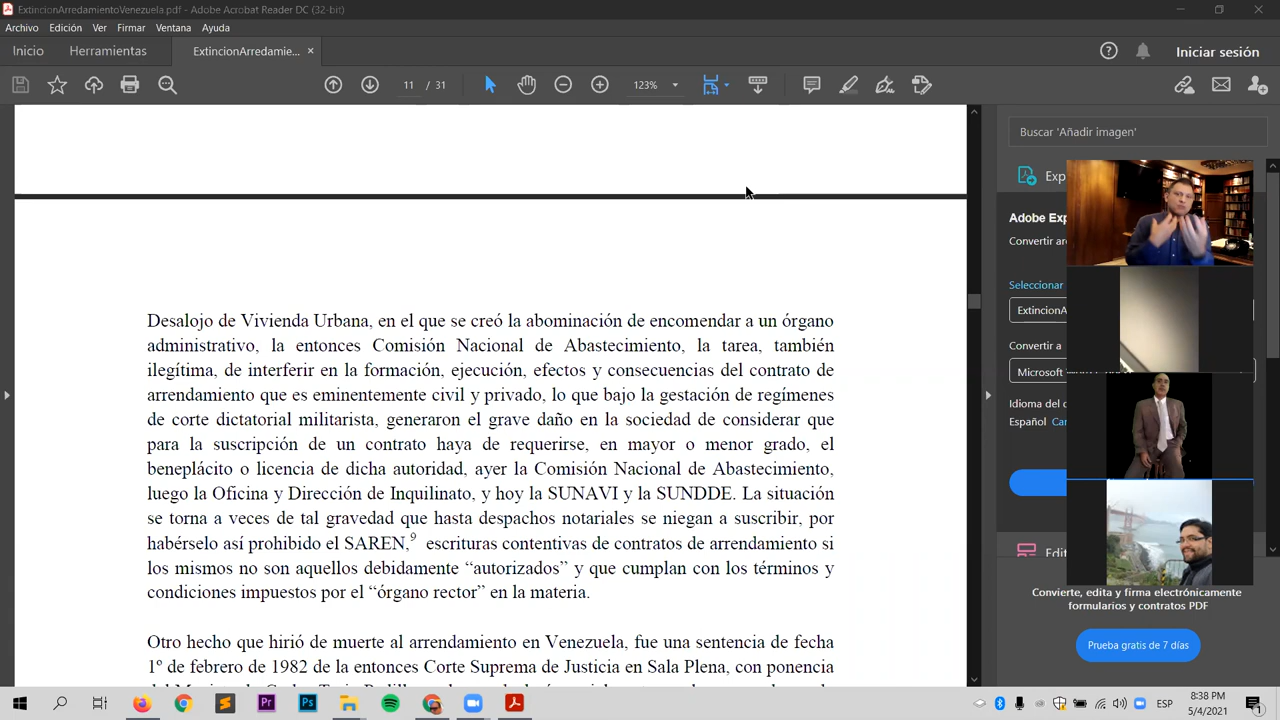 ExtincionArredamientoVenezuela.pdf - Adobe Acrobat Reader DC (32-bit)
Archivo Edición Ver Firmar Ventana Ayuda
Inicio Herramientas ExtincionArredamie... × Iniciar sesión
11 / 31 123%
Buscar 'Añadir imagen'
Exp
Adobe Exp
Convertir ar
Seleccionar
ExtincionA
Convertir a
Microsoft
Idioma del d
Español Car
Edit
Convierte, edita y firma electrónicamente
formularios y contratos PDF
Prueba gratis de 7 días
Desalojo de Vivienda Urbana, en el que se creó la abominación de encomendar a un órgano
administrativo, la entonces Comisión Nacional de Abastecimiento, la tarea, también
ilegítima, de interferir en la formación, ejecución, efectos y consecuencias del contrato de
arrendamiento que es eminentemente civil y privado, lo que bajo la gestación de regímenes
de corte dictatorial militarista, generaron el grave daño en la sociedad de considerar que
para la suscripción de un contrato haya de requerirse, en mayor o menor grado, el
beneplácito o licencia de dicha autoridad, ayer la Comisión Nacional de Abastecimiento,
luego la Oficina y Dirección de Inquilinato, y hoy la SUNAVI y la SUNDDE. La situación
se torna a veces de tal gravedad que hasta despachos notariales se niegan a suscribir, por
habérselo así prohibido el SAREN,9 escrituras contentivas de contratos de arrendamiento si
los mismos no son aquellos debidamente “autorizados” y que cumplan con los términos y
condiciones impuestos por el “órgano rector” en la materia.
Otro hecho que hirió de muerte al arrendamiento en Venezuela, fue una sentencia de fecha
1º de febrero de 1982 de la entonces Corte Suprema de Justicia en Sala Plena, con ponencia
ESP
8:38 PM
5/4/2021